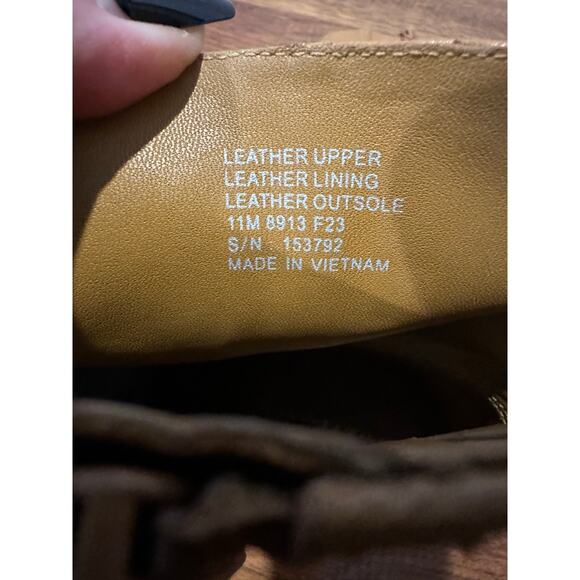 LEATHER UPPER
LEATHER LINING
LEATHER OUTSOLE
11M 8913 F23
S/N : 153792
MADE IN VIETNAM